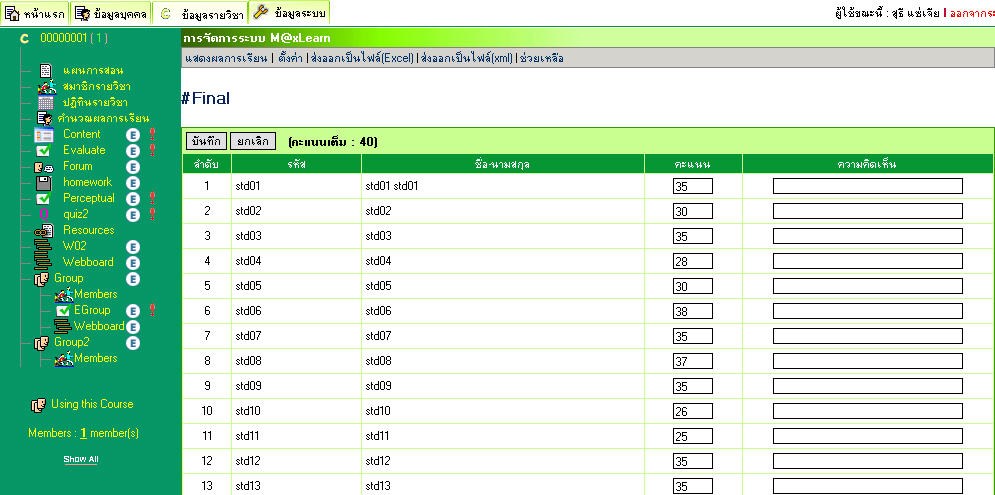 หน้าแรก ข้อมูลบุคคล ข้อมูลรายวิชา ข้อมูลระบบ ผู้ใช้ขณะนี้ : สุธี แซ่เจีย | ออกจากระ
00000001 ( 1 )
แผนการสอน
สมาชิกรายวิชา
ปฏิทินรายวิชา
คำนวณผลการเรียน
Content E
Evaluate E
Forum E
homework E
Perceptual E
quiz2 E
Resources
W02 E
Webboard E
Group E
Members
EGroup E
Webboard E
Group2 E
Members
Using this Course
Members : 1 member(s)
Show All
การจัดการระบบ M@xLearn
แสดงผลการเรียน | ตั้งค่า | ส่งออกเป็นไฟล์(Excel) | ส่งออกเป็นไฟล์(xml) | ช่วยเหลือ
#Final
บันทึก ยกเลิก (คะแนนเต็ม : 40)
ลำดับ รหัส ชื่อ-นามสกุล คะแนน ความคิดเห็น
1 std01 std01 std01 35
2 std02 std02 30
3 std03 std03 35
4 std04 std04 28
5 std05 std05 30
6 std06 std06 38
7 std07 std07 35
8 std08 std08 37
9 std09 std09 35
10 std10 std10 26
11 std11 std11 25
12 std12 std12 35
13 std13 std13 35